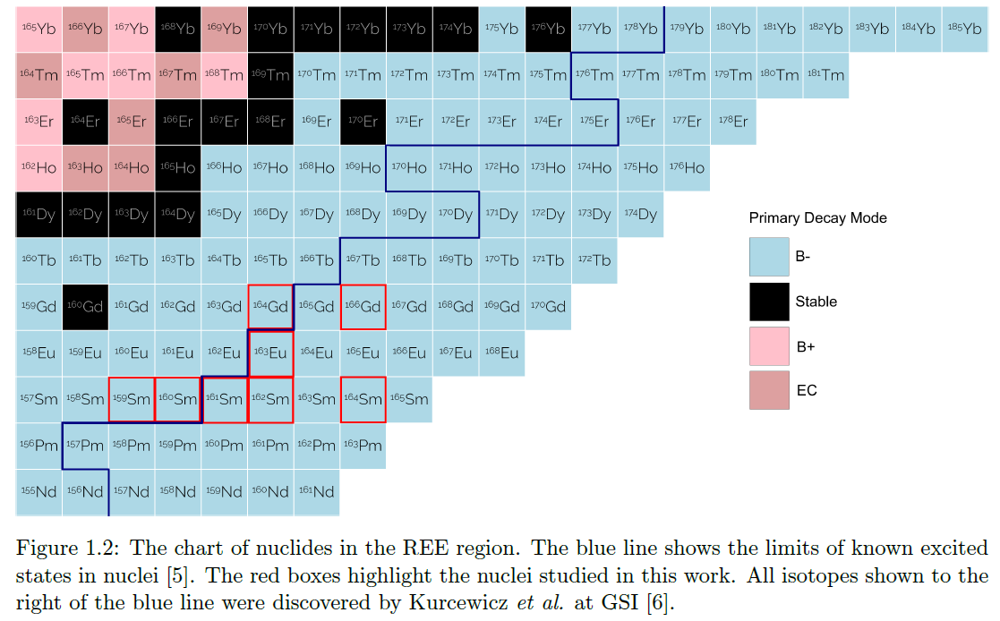 165Yb 166Yb 167Yb 168Yb 169Yb 170Yb 171Yb 172Yb 173Yb 174Yb 175Yb 176Yb 177Yb 178Yb 179Yb 180Yb 181Yb 182Yb 183Yb 184Yb 185Yb
164Tm 165Tm 166Tm 167Tm 168Tm 169Tm 170Tm 171Tm 172Tm 173Tm 174Tm 175Tm 176Tm 177Tm 178Tm 179Tm 180Tm 181Tm
163Er 164Er 165Er 166Er 167Er 168Er 169Er 170Er 171Er 172Er 173Er 174Er 175Er 176Er 177Er 178Er
162Ho 163Ho 164Ho 165Ho 166Ho 167Ho 168Ho 169Ho 170Ho 171Ho 172Ho 173Ho 174Ho 175Ho 176Ho
161Dy 162Dy 163Dy 164Dy 165Dy 166Dy 167Dy 168Dy 169Dy 170Dy 171Dy 172Dy 173Dy 174Dy
160Tb 161Tb 162Tb 163Tb 164Tb 165Tb 166Tb 167Tb 168Tb 169Tb 170Tb 171Tb 172Tb
159Gd 160Gd 161Gd 162Gd 163Gd 164Gd 165Gd 166Gd 167Gd 168Gd 169Gd 170Gd
158Eu 159Eu 160Eu 161Eu 162Eu 163Eu 164Eu 165Eu 166Eu 167Eu 168Eu
157Sm 158Sm 159Sm 160Sm 161Sm 162Sm 163Sm 164Sm 165Sm
156Pm 157Pm 158Pm 159Pm 160Pm 161Pm 162Pm 163Pm
155Nd 156Nd 157Nd 158Nd 159Nd 160Nd 161Nd
Primary Decay Mode
B-
Stable
B+
EC
Figure 1.2: The chart of nuclides in the REE region. The blue line shows the limits of known excited
states in nuclei [5]. The red boxes highlight the nuclei studied in this work. All isotopes shown to the
right of the blue line were discovered by Kurcewicz et al. at GSI [6].